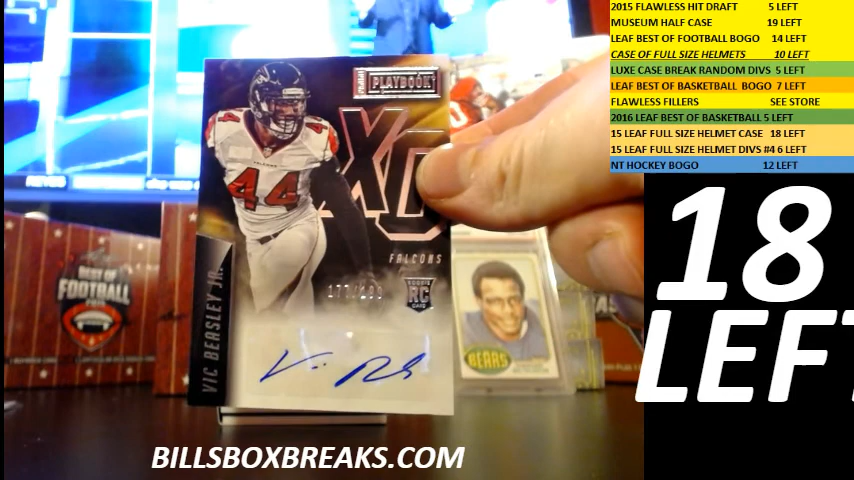 2015 FLAWLESS HIT DRAFT 5 LEFT
MUSEUM HALF CASE 19 LEFT
LEAF BEST OF FOOTBALL BOGO 14 LEFT
CASE OF FULL SIZE HELMETS 10 LEFT
LUXE CASE BREAK RANDOM DIVS 5 LEFT
LEAF BEST OF BASKETBALL BOGO 7 LEFT
FLAWLESS FILLERS SEE STORE
2016 LEAF BEST OF BASKETBALL 5 LEFT
15 LEAF FULL SIZE HELMET CASE 18 LEFT
15 LEAF FULL SIZE HELMET DIVS #4 6 LEFT
NT HOCKEY BOGO 12 LEFT
18
LEFT
PLAYBOOK
XO
44
44
FALCONS
RC
VIC BEASLEY JR.
BEST OF
FOOTBALL
BEARS
BILLSBOXBREAKS.COM